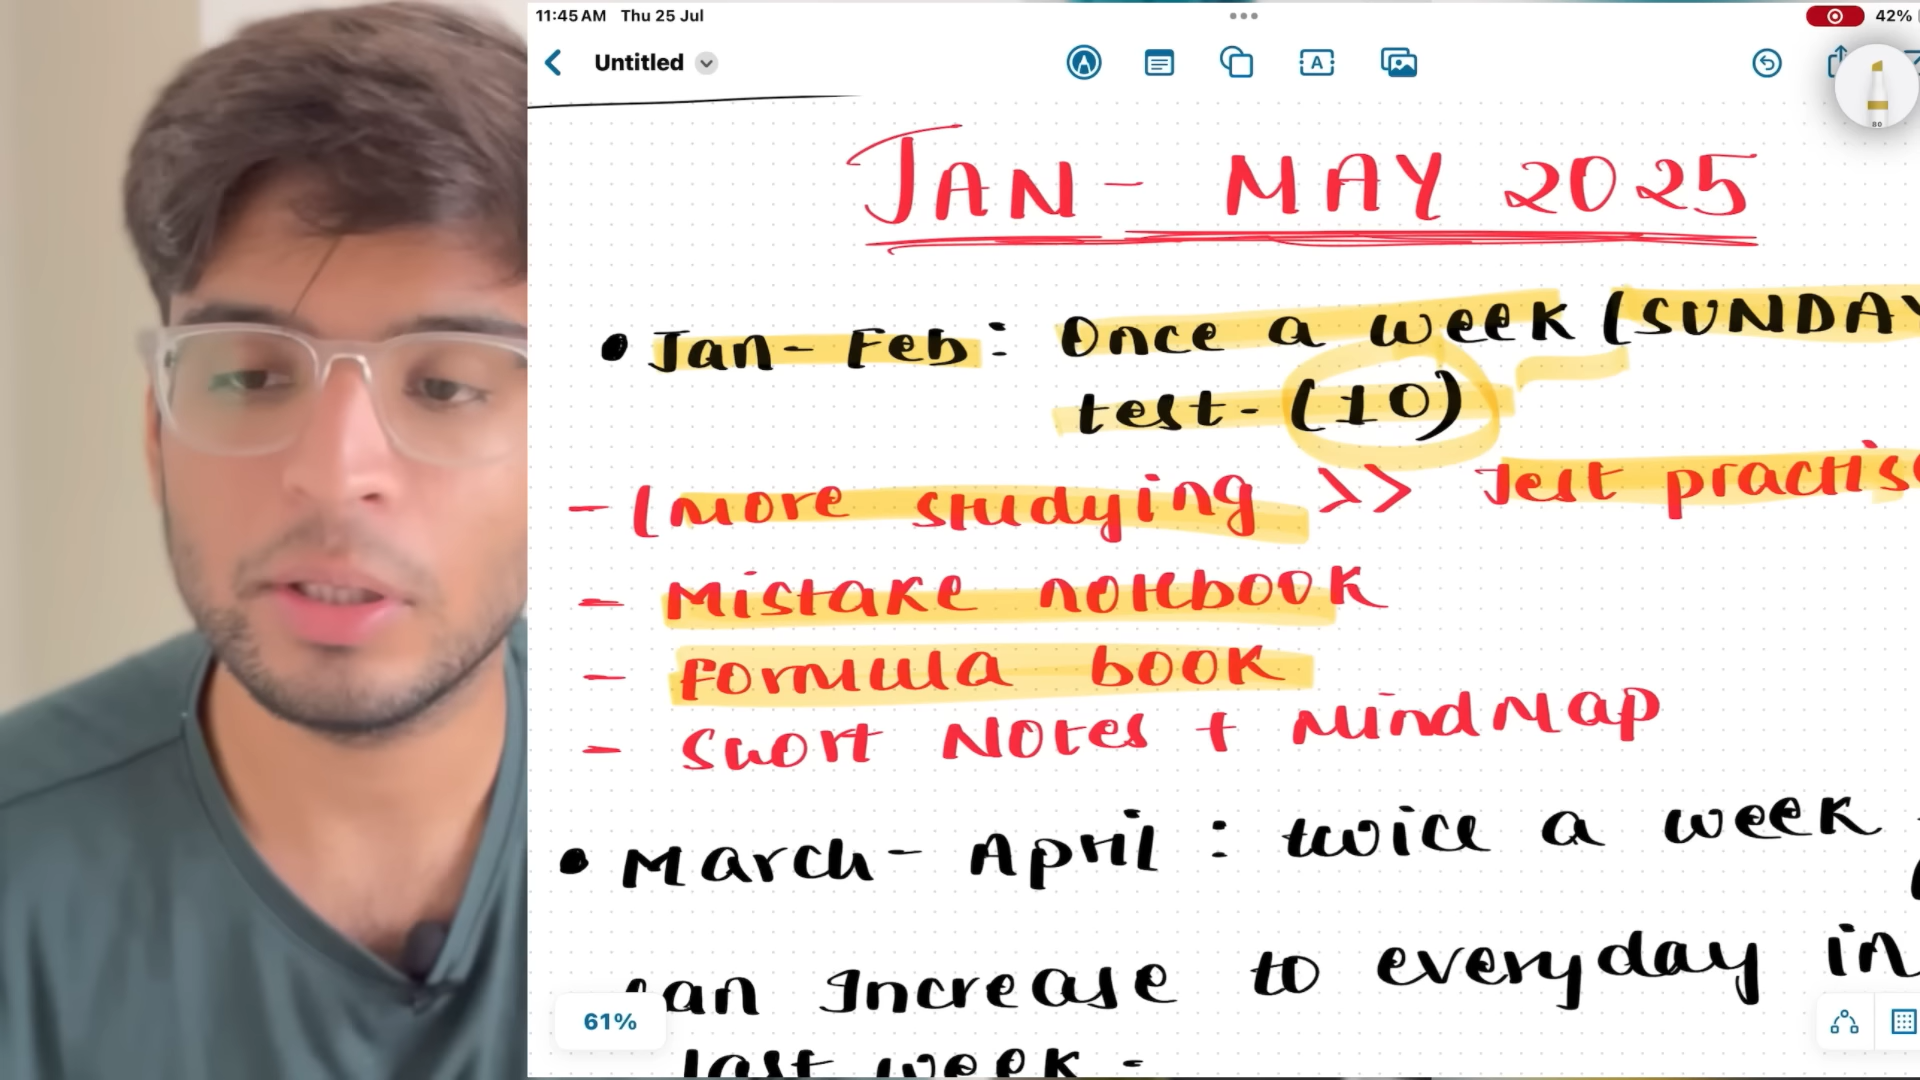 11:45 AM Thu 25 Jul
42%
Untitled
A
80
JAN - MAY 2025
• Jan - Feb : Once a week (SUNDAY
test - (10)
- (more studying >> Test practise
- Mistake notebook
- Formula book
- Short Notes + MindMap
• March - April : twice a week
can Increase to everyday in
last week -
61%